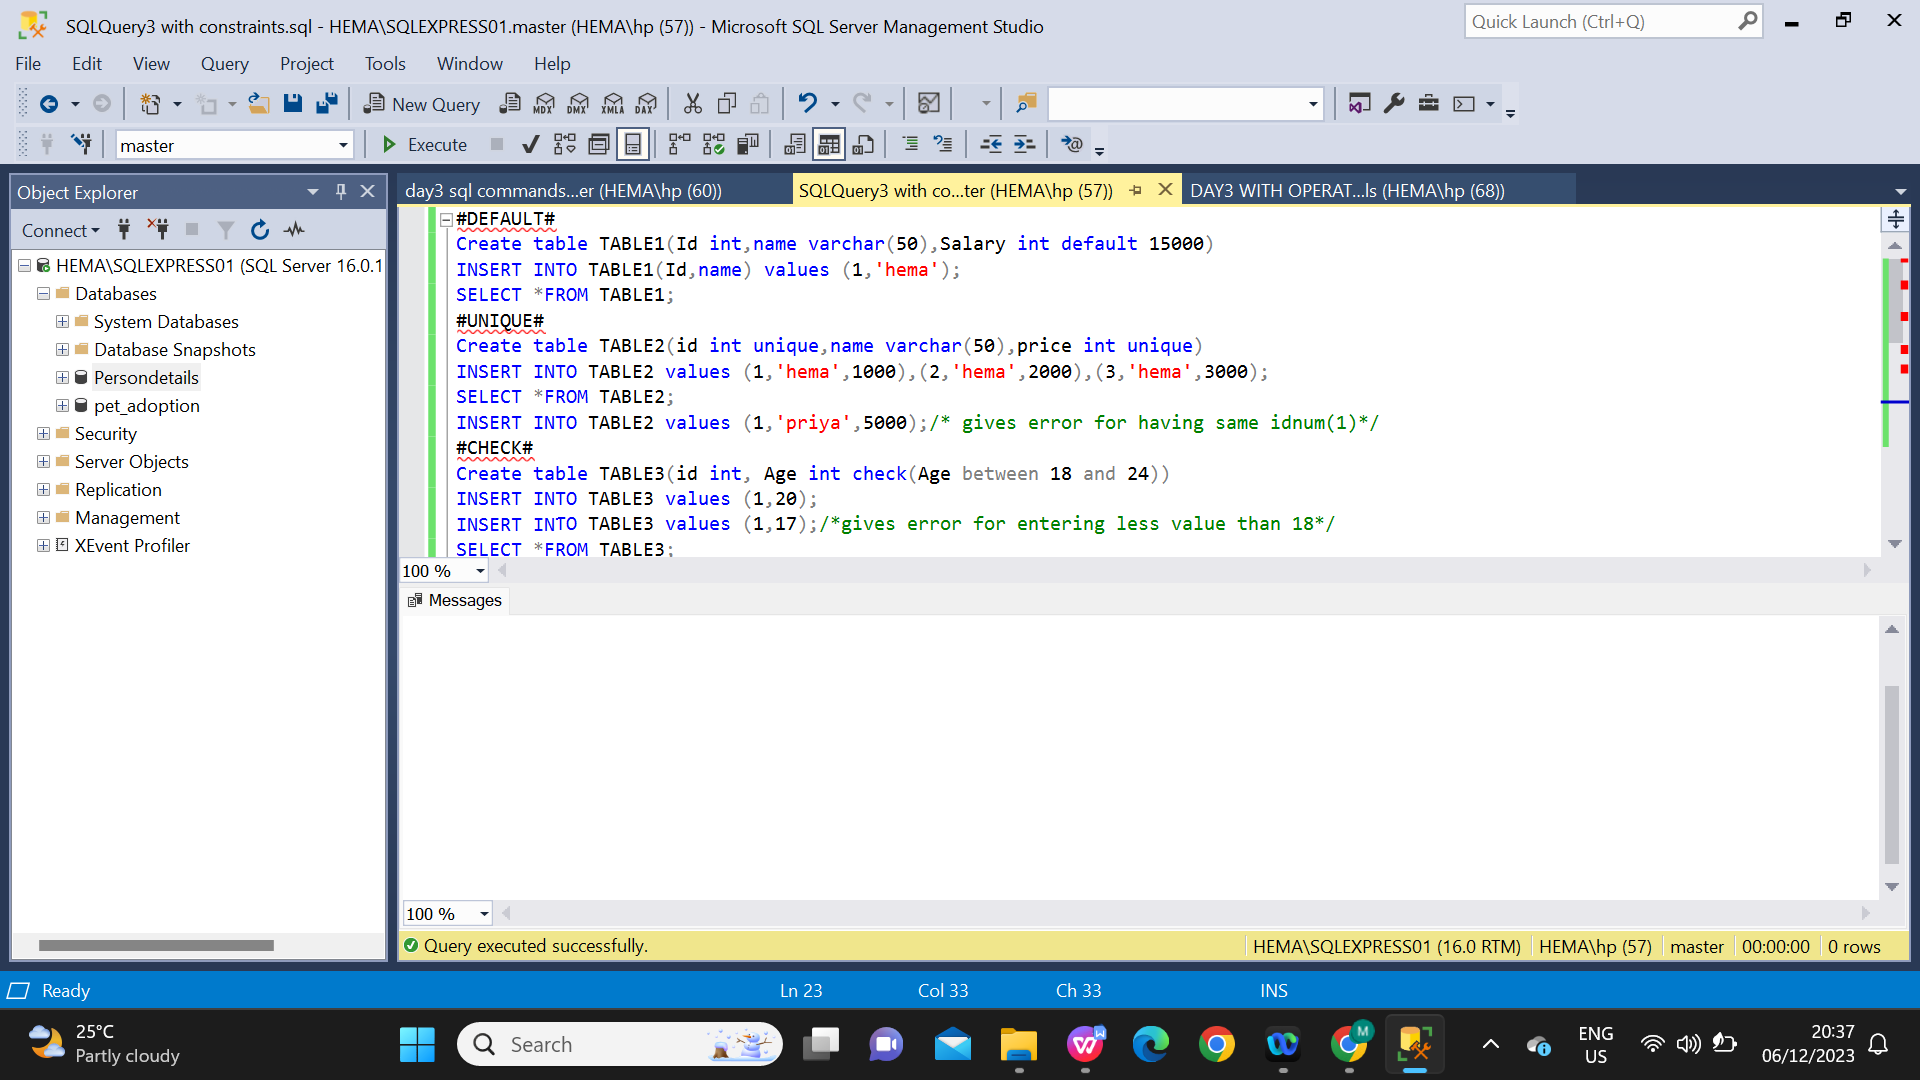 SQLQuery3 with constraints.sql - HEMA\SQLEXPRESS01.master (HEMA\hp (57)) - Microsoft SQL Server Management Studio
Quick Launch (Ctrl+Q)
File Edit View Query Project Tools Window Help
New Query MDX DMX XMLA DAX
master Execute
Object Explorer
Connect
HEMA\SQLEXPRESS01 (SQL Server 16.0.1
Databases
System Databases
Database Snapshots
Persondetails
pet_adoption
Security
Server Objects
Replication
Management
XEvent Profiler
day3 sql commands...er (HEMA\hp (60)) SQLQuery3 with co...ter (HEMA\hp (57)) DAY3 WITH OPERAT...ls (HEMA\hp (68))
#DEFAULT#
Create table TABLE1(Id int,name varchar(50),Salary int default 15000)
INSERT INTO TABLE1(Id,name) values (1,'hema');
SELECT *FROM TABLE1;
#UNIQUE#
Create table TABLE2(id int unique,name varchar(50),price int unique)
INSERT INTO TABLE2 values (1,'hema',1000),(2,'hema',2000),(3,'hema',3000);
SELECT *FROM TABLE2;
INSERT INTO TABLE2 values (1,'priya',5000);/* gives error for having same idnum(1)*/
#CHECK#
Create table TABLE3(id int, Age int check(Age between 18 and 24))
INSERT INTO TABLE3 values (1,20);
INSERT INTO TABLE3 values (1,17);/*gives error for entering less value than 18*/
SELECT *FROM TABLE3;
100 %
Messages
100 %
Query executed successfully. HEMA\SQLEXPRESS01 (16.0 RTM) HEMA\hp (57) master 00:00:00 0 rows
Ready Ln 23 Col 33 Ch 33 INS
25°C
Partly cloudy
Search
M
ENG
US
20:37
06/12/2023